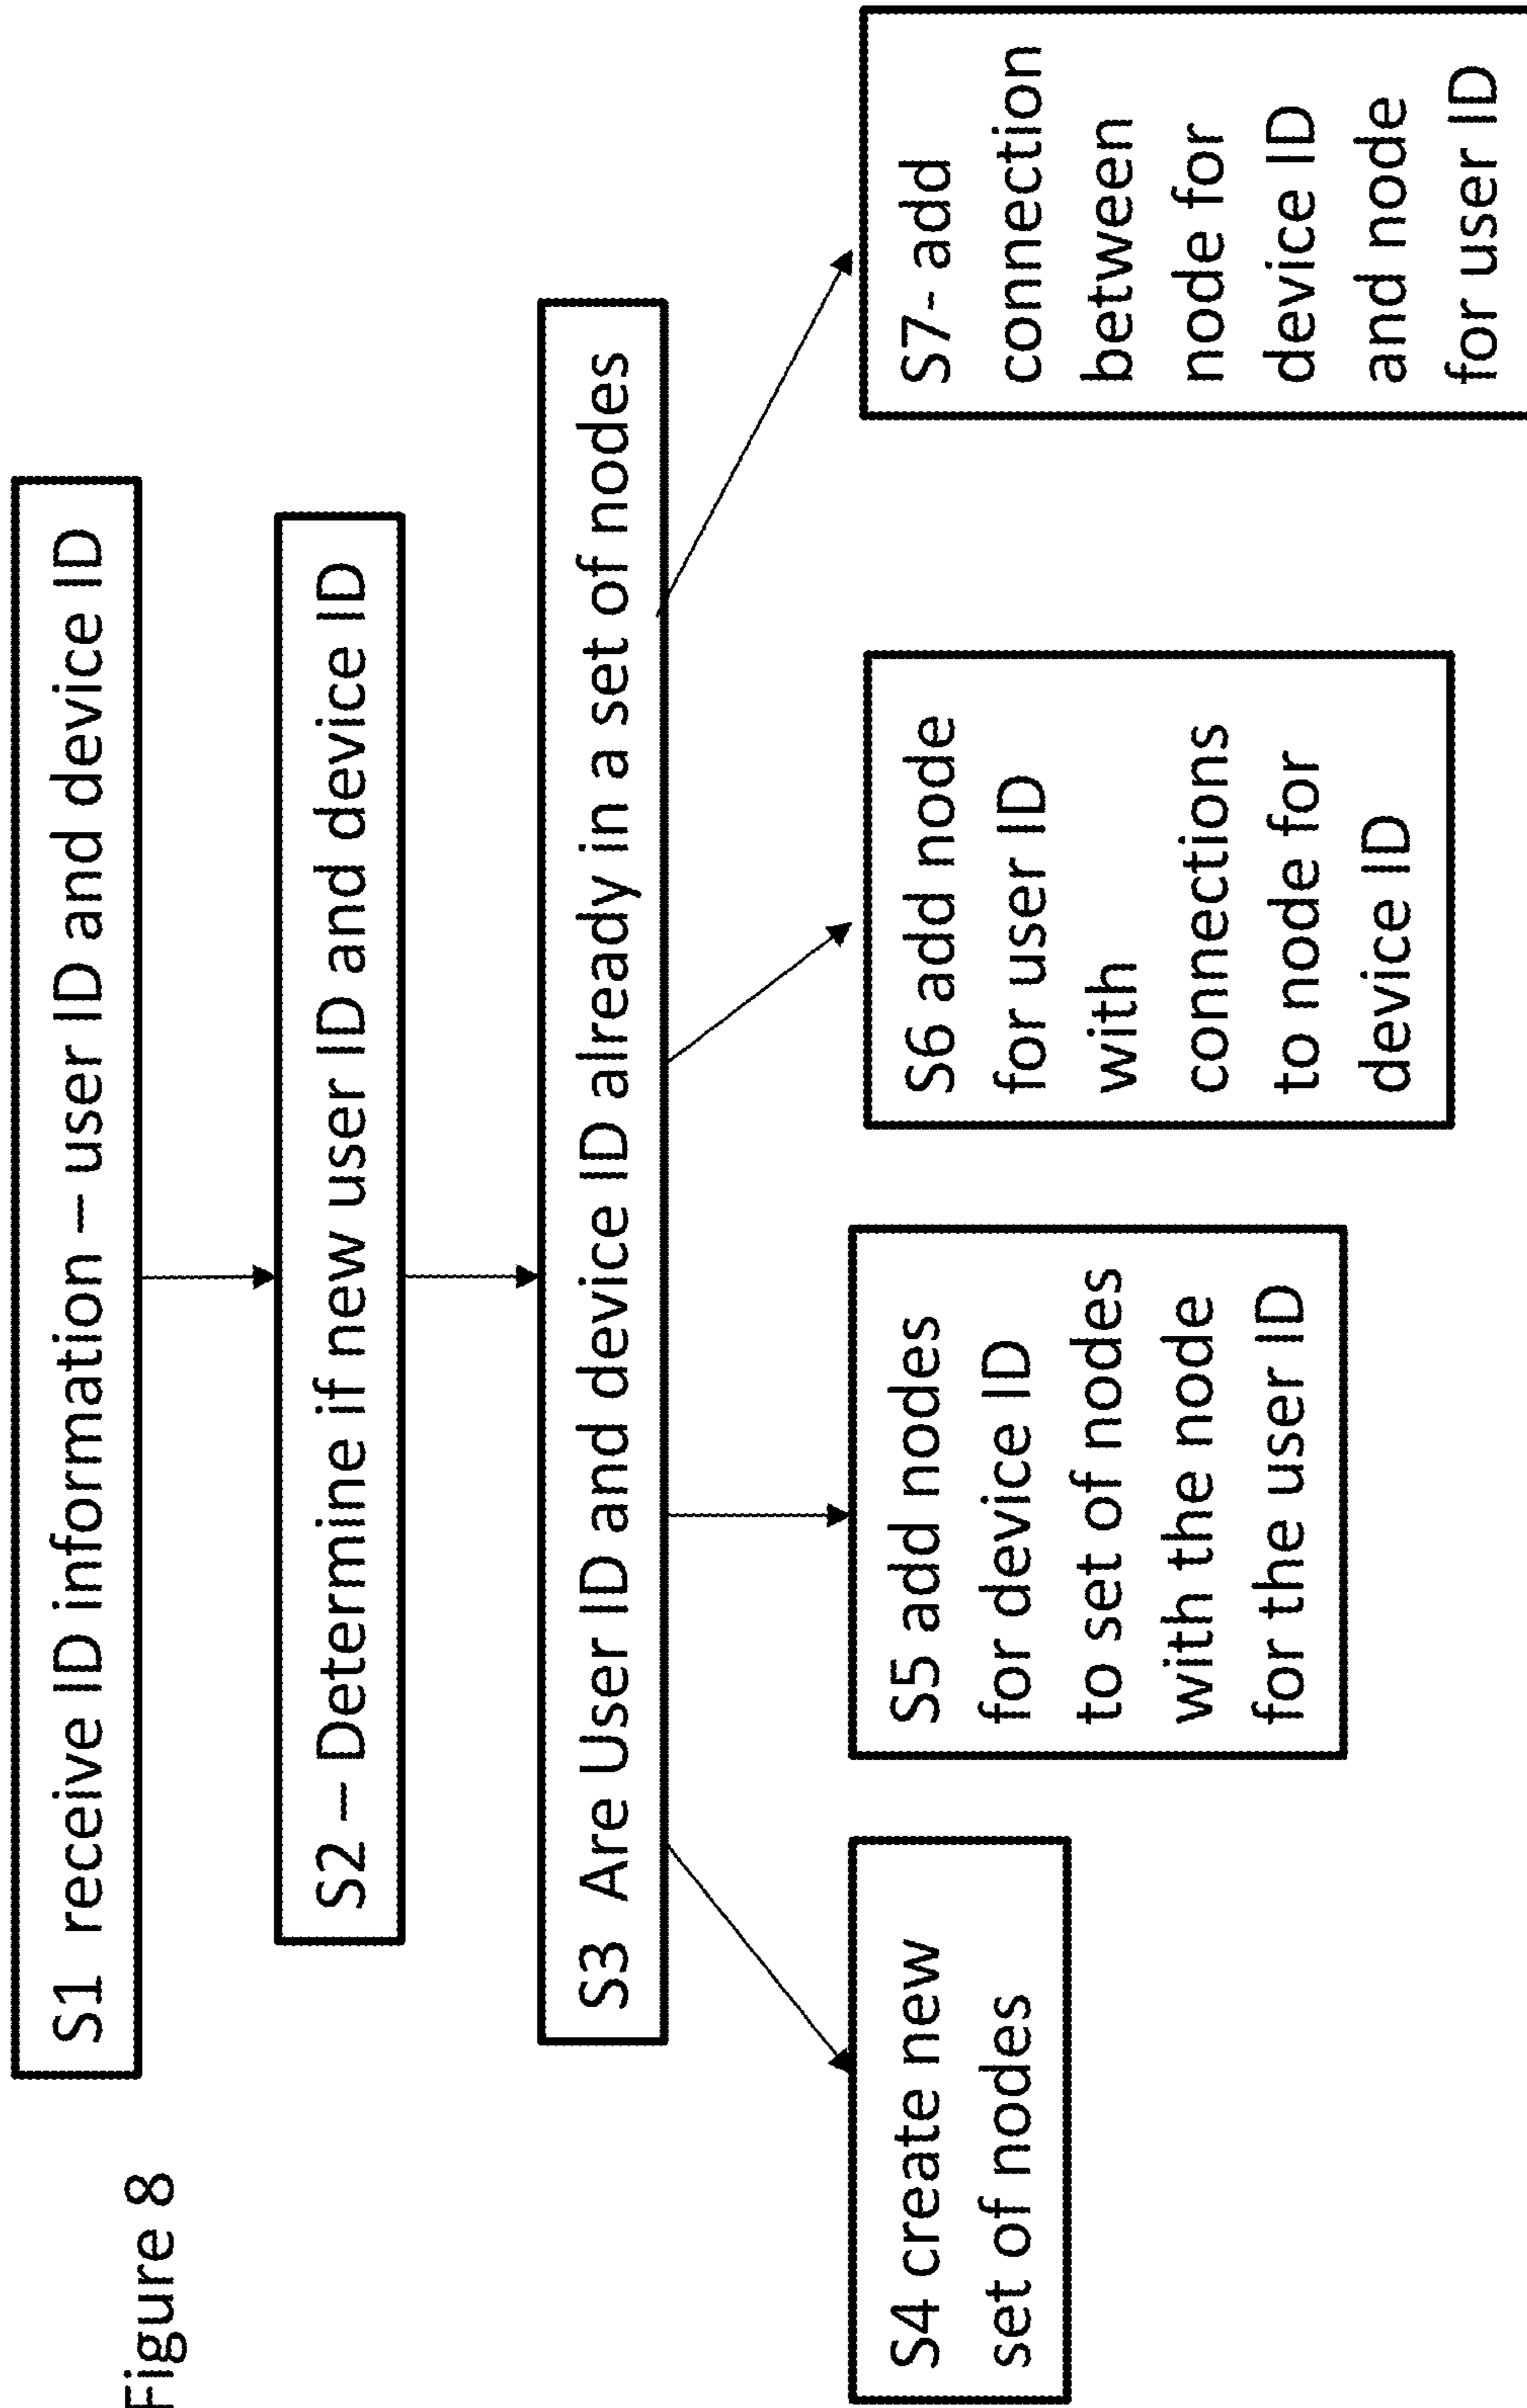 Figure 8
S1 receive ID information – user ID and device ID
S2 – Determine if new user ID and device ID
S3 Are User ID and device ID already in a set of nodes
S4 create new
set of nodes
S5 add nodes
for device ID
to set of nodes
with the node
for the user ID
S6 add node
for user ID
with
connections
to node for
device ID
S7- add
connection
between
node for
device ID
and node
for user ID